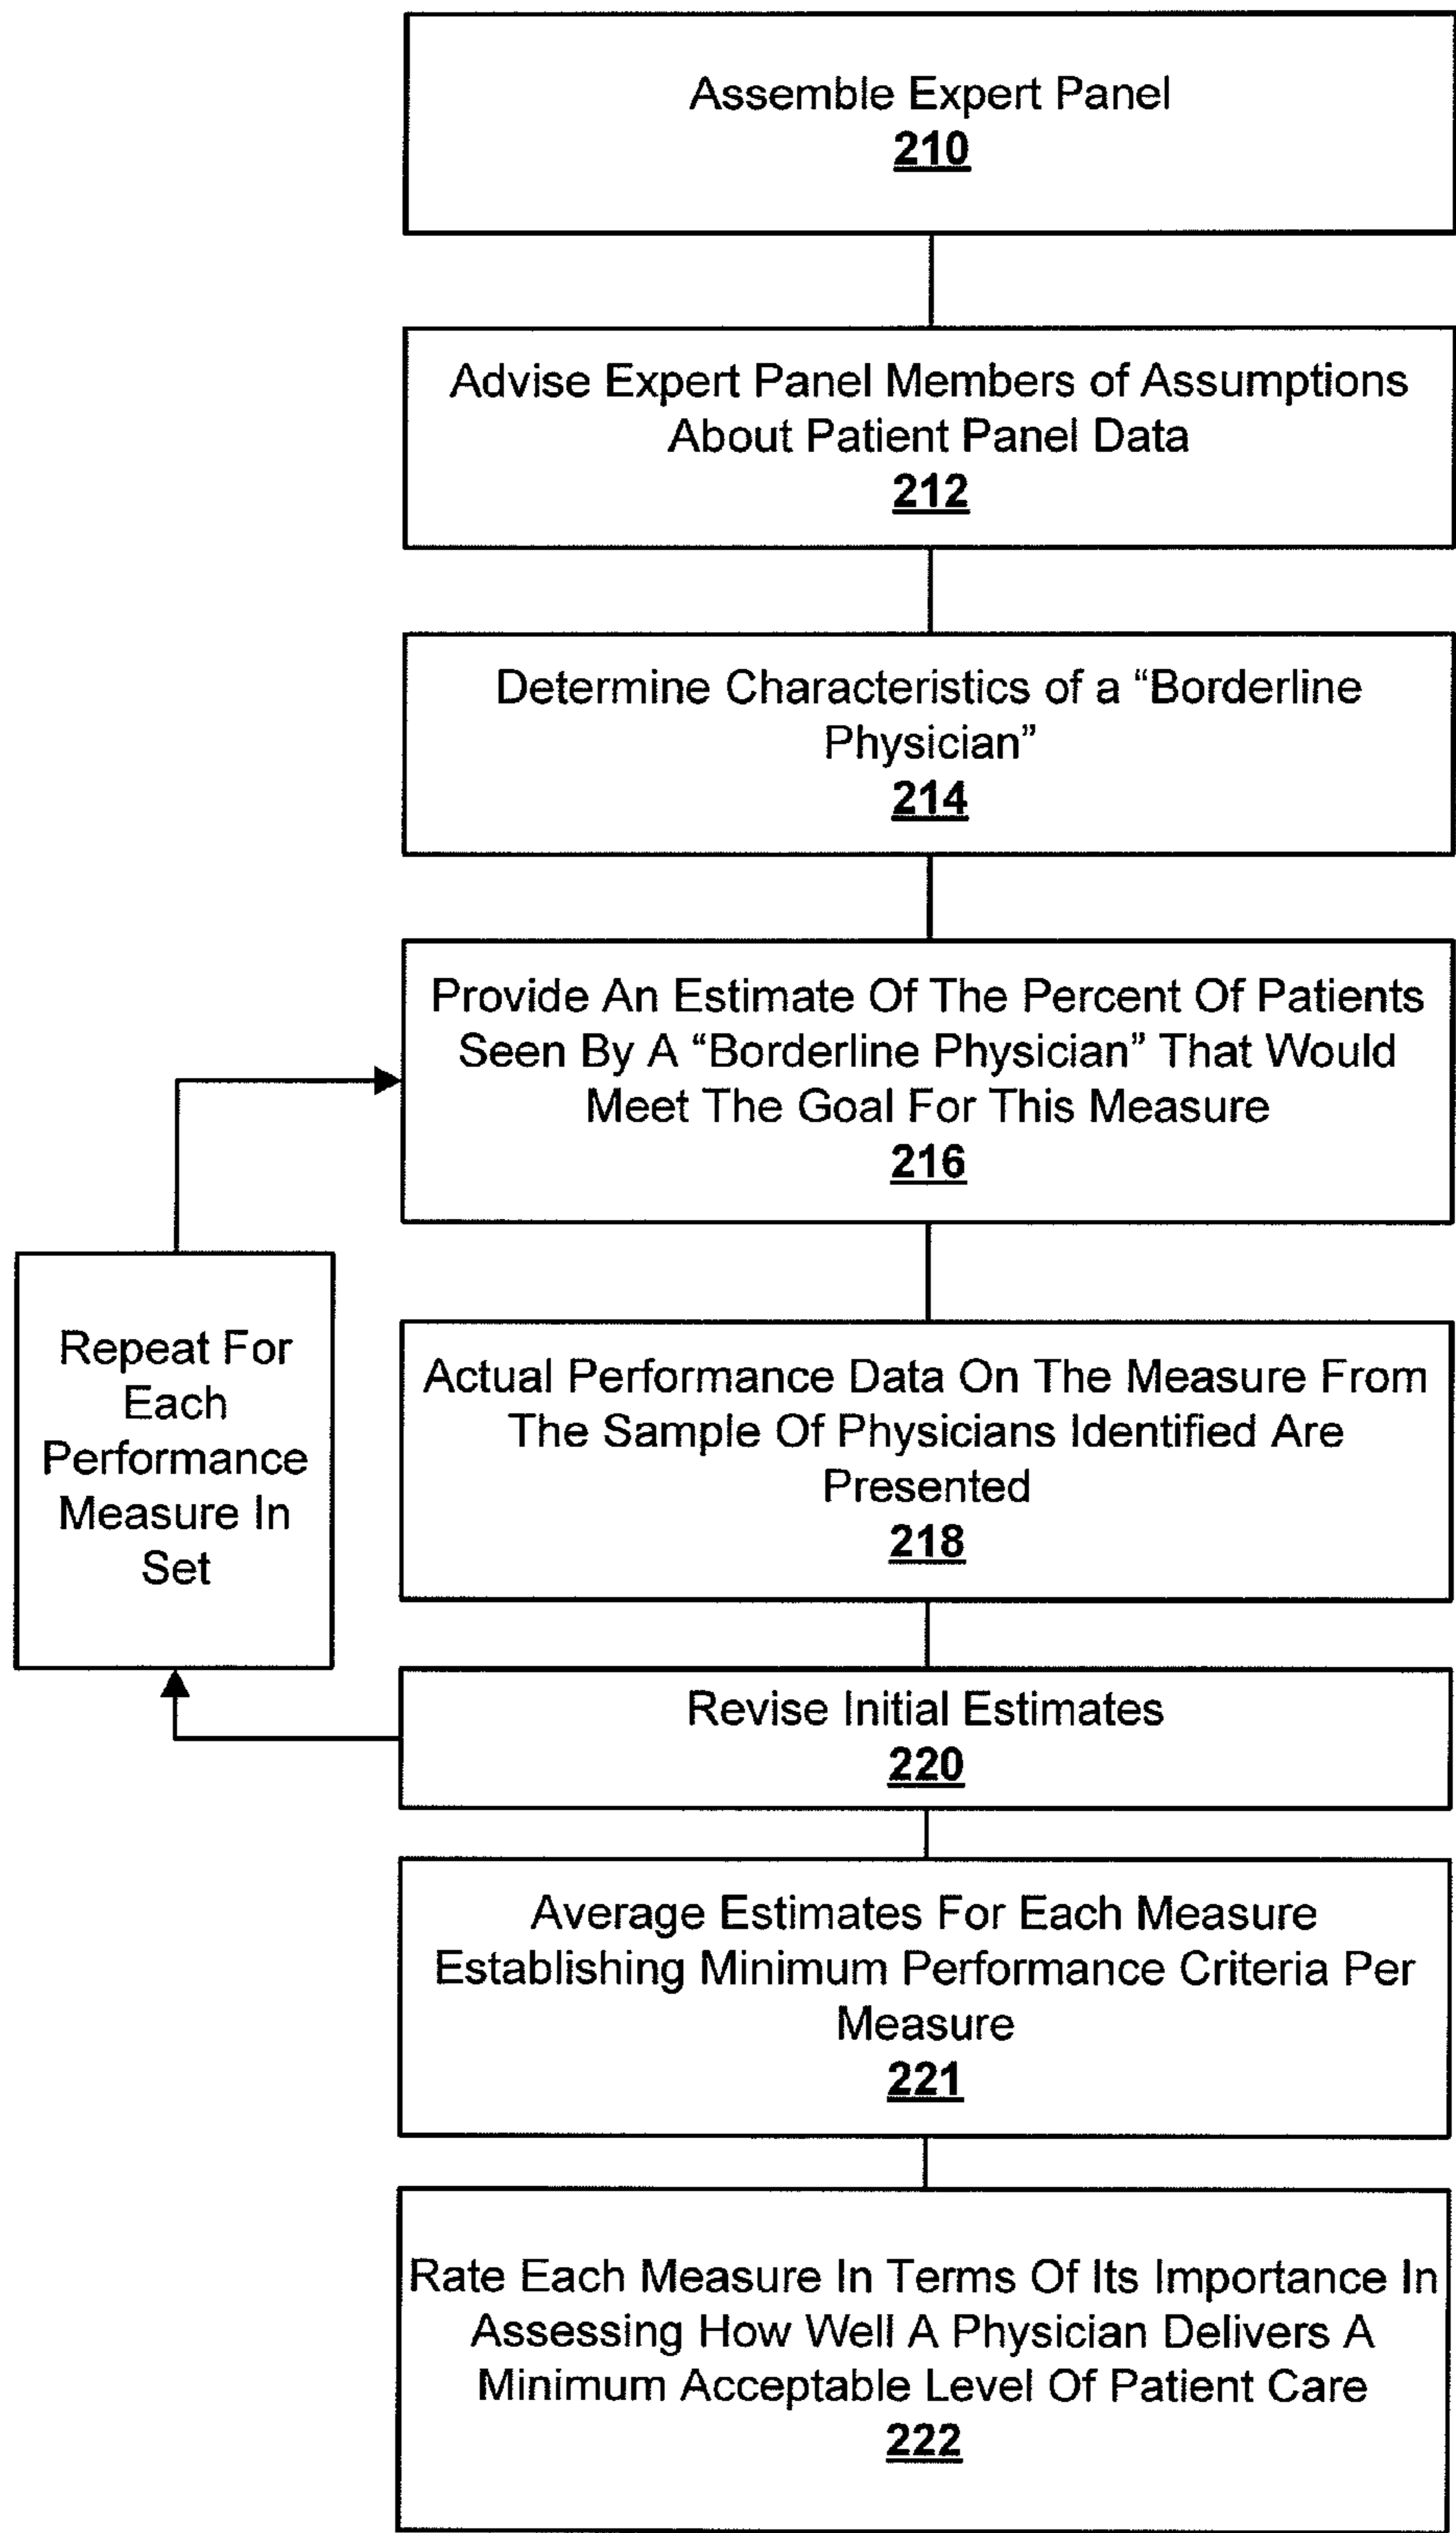 Assemble Expert Panel
210
Advise Expert Panel Members of Assumptions
About Patient Panel Data
212
Determine Characteristics of a “Borderline
Physician”
214
Provide An Estimate Of The Percent Of Patients
Seen By A “Borderline Physician” That Would
Meet The Goal For This Measure
216
Repeat For
Each
Performance
Measure In
Set
Actual Performance Data On The Measure From
The Sample Of Physicians Identified Are
Presented
218
Revise Initial Estimates
220
Average Estimates For Each Measure
Establishing Minimum Performance Criteria Per
Measure
221
Rate Each Measure In Terms Of Its Importance In
Assessing How Well A Physician Delivers A
Minimum Acceptable Level Of Patient Care
222